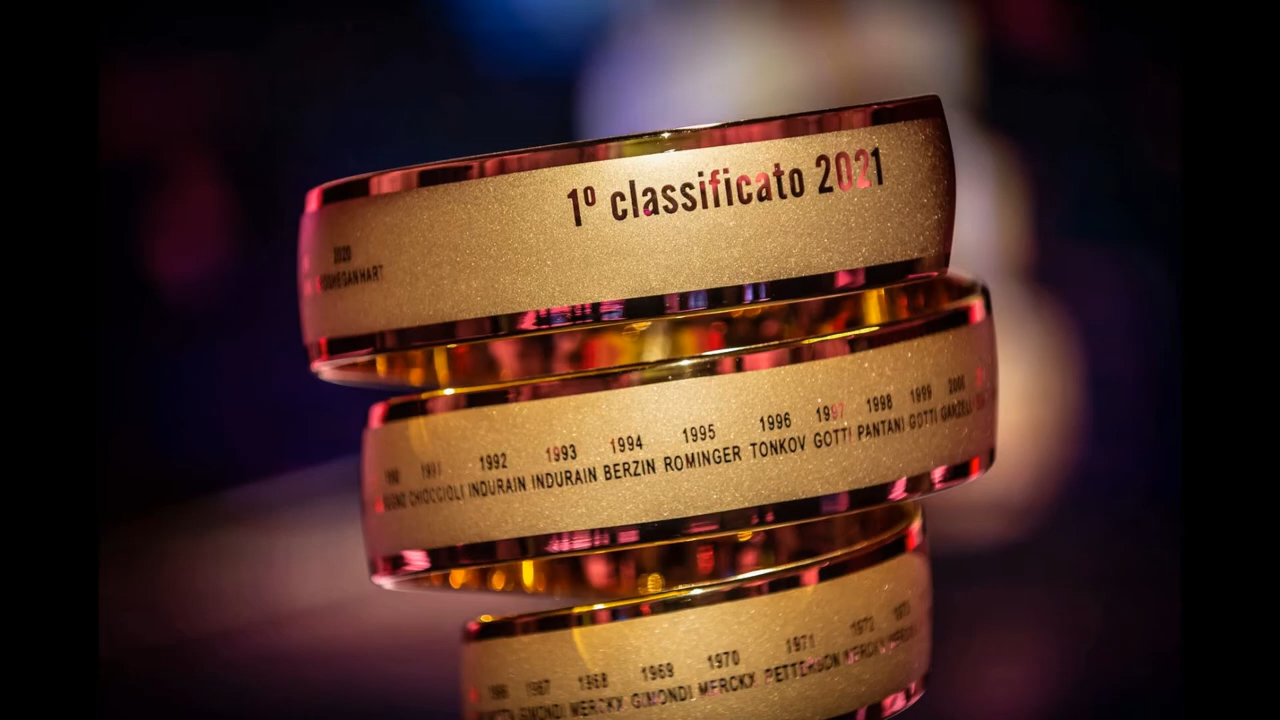 1º classificato 2021
2020
1991 1992 1993 1994 1995 1996 1997 1998 1999 2000
CHIOCCIOLI INDURAIN INDURAIN BERZIN ROMINGER TONKOV GOTTI PANTANI GOTTI GARZELLI
1967 1968 1969 1970 1971 1972 1973
GIMONDI MERCKX GIMONDI MERCKX PETTERSON MERCKX